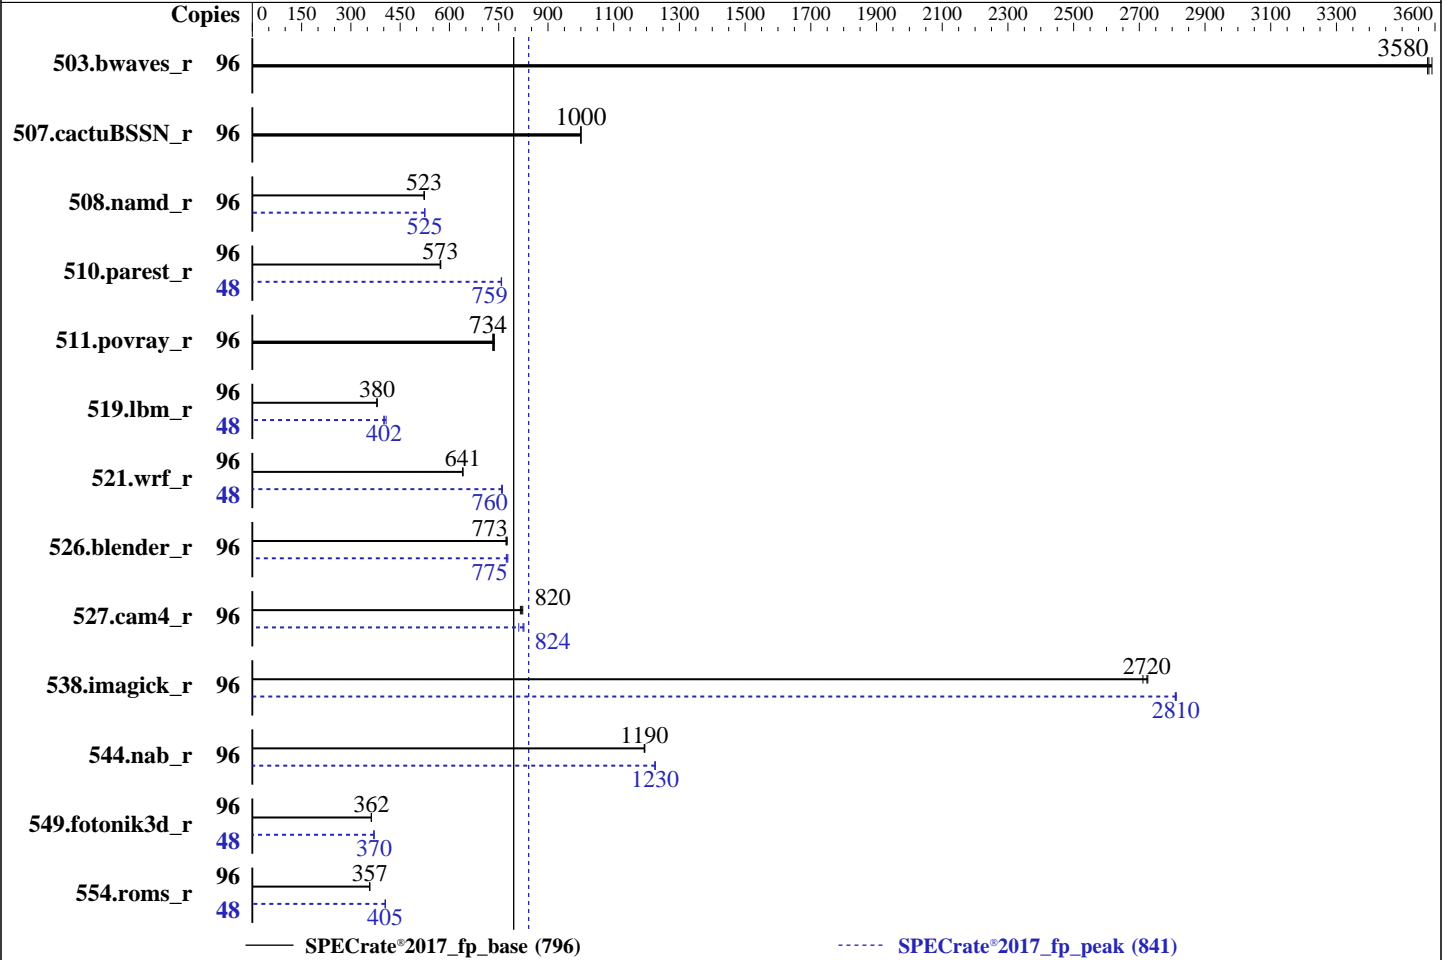 Copies 0 150 300 450 600 750 900 1100 1300 1500 1700 1900 2100 2300 2500 2700 2900 3100 3300 3600
503.bwaves_r 96 3580
507.cactuBSSN_r 96 1000
523
508.namd_r 96
525
96 573
510.parest_r
48 759
734
511.povray_r 96
96 380
519.lbm_r
48 402
96 641
521.wrf_r
48 760
773
526.blender_r 96
775
820
527.cam4_r 96
824
2720
538.imagick_r 96
2810
1190
544.nab_r 96
1230
96 362
549.fotonik3d_r
48 370
96 357
554.roms_r
48 405
SPECrate®2017_fp_base (796) SPECrate®2017_fp_peak (841)